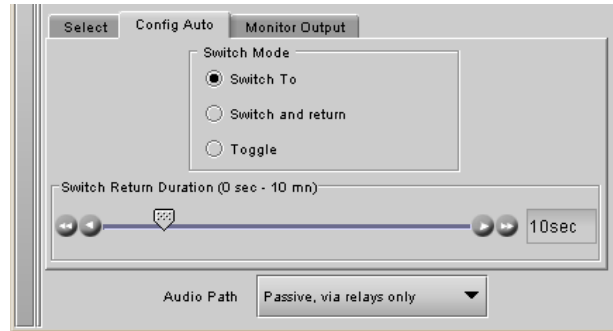 Select Config Auto Monitor Output
Switch Mode
Switch To
Switch and return
Toggle
Switch Return Duration (0 sec - 10 mn)
10sec
Audio Path Passive, via relays only